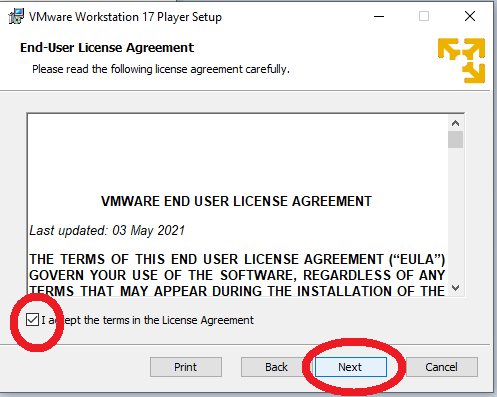 VMware Workstation 17 Player Setup
End-User License Agreement
Please read the following license agreement carefully.
VMWARE END USER LICENSE AGREEMENT
Last updated: 03 May 2021
THE TERMS OF THIS END USER LICENSE AGREEMENT (“EULA”)
GOVERN YOUR USE OF THE SOFTWARE, REGARDLESS OF ANY
TERMS THAT MAY APPEAR DURING THE INSTALLATION OF THE
I accept the terms in the License Agreement
Print Back Next Cancel